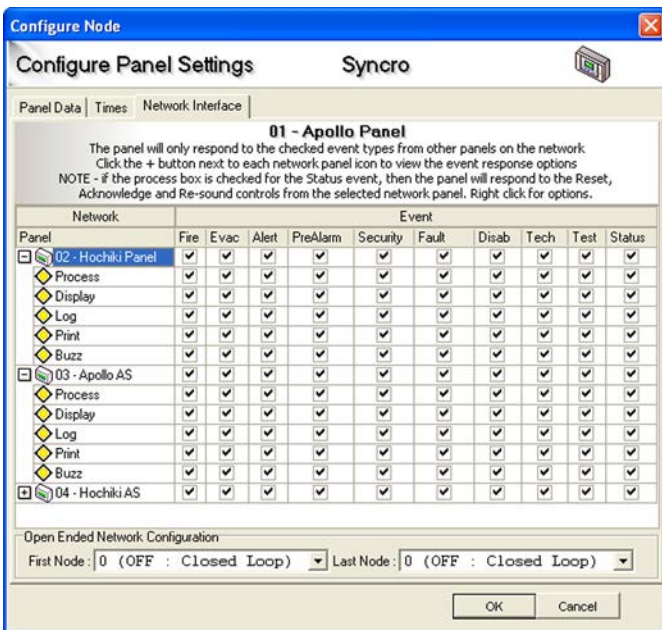 Configure Node
Configure Panel Settings Syncro
Panel Data Times Network Interface
01 - Apollo Panel
The panel will only respond to the checked event types from other panels on the network
Click the + button next to each network panel icon to view the event response options
NOTE - if the process box is checked for the Status event, then the panel will respond to the Reset,
Acknowledge and Re-sound controls from the selected network panel. Right click for options.
Network Event
Panel Fire Evac Alert PreAlarm Security Fault Disab Tech Test Status
02 - Hochiki Panel
Process
Display
Log
Print
Buzz
03 - Apollo AS
Process
Display
Log
Print
Buzz
04 - Hochiki AS
Open Ended Network Configuration
First Node : 0 (OFF : Closed Loop) Last Node : 0 (OFF : Closed Loop)
OK Cancel